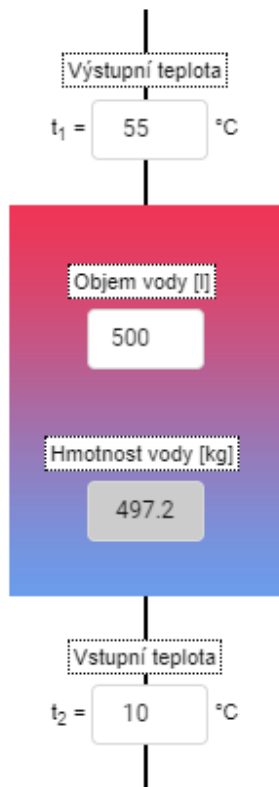 Výstupní teplota
t₁ = 55 °C
Objem vody [l]
500
Hmotnost vody [kg]
497.2
Vstupní teplota
t₂ = 10 °C